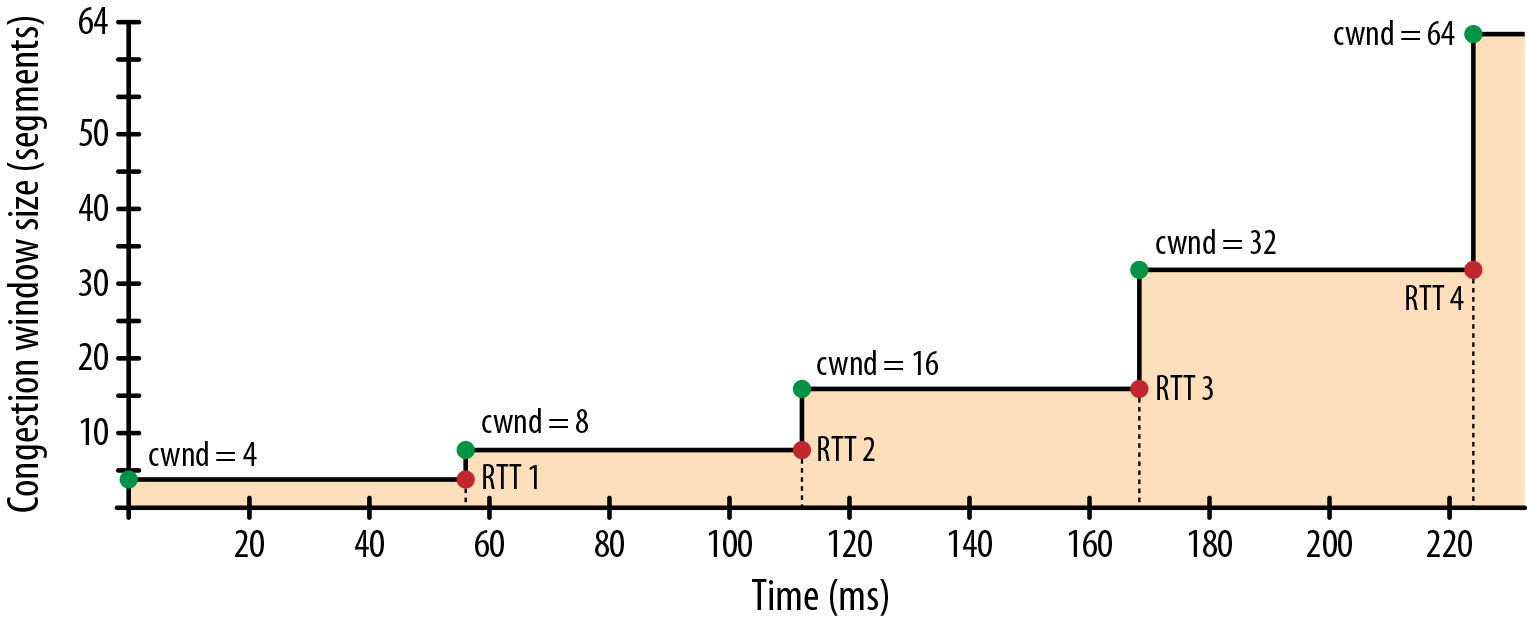 64
cwnd = 64
50
40
cwnd = 32
30
RTT 4
20
cwnd = 16
RTT 3
10
cwnd = 8
RTT 2
cwnd = 4
RTT 1
Congestion window size (segments)
20 40 60 80 100 120 140 160 180 200 220
Time (ms)